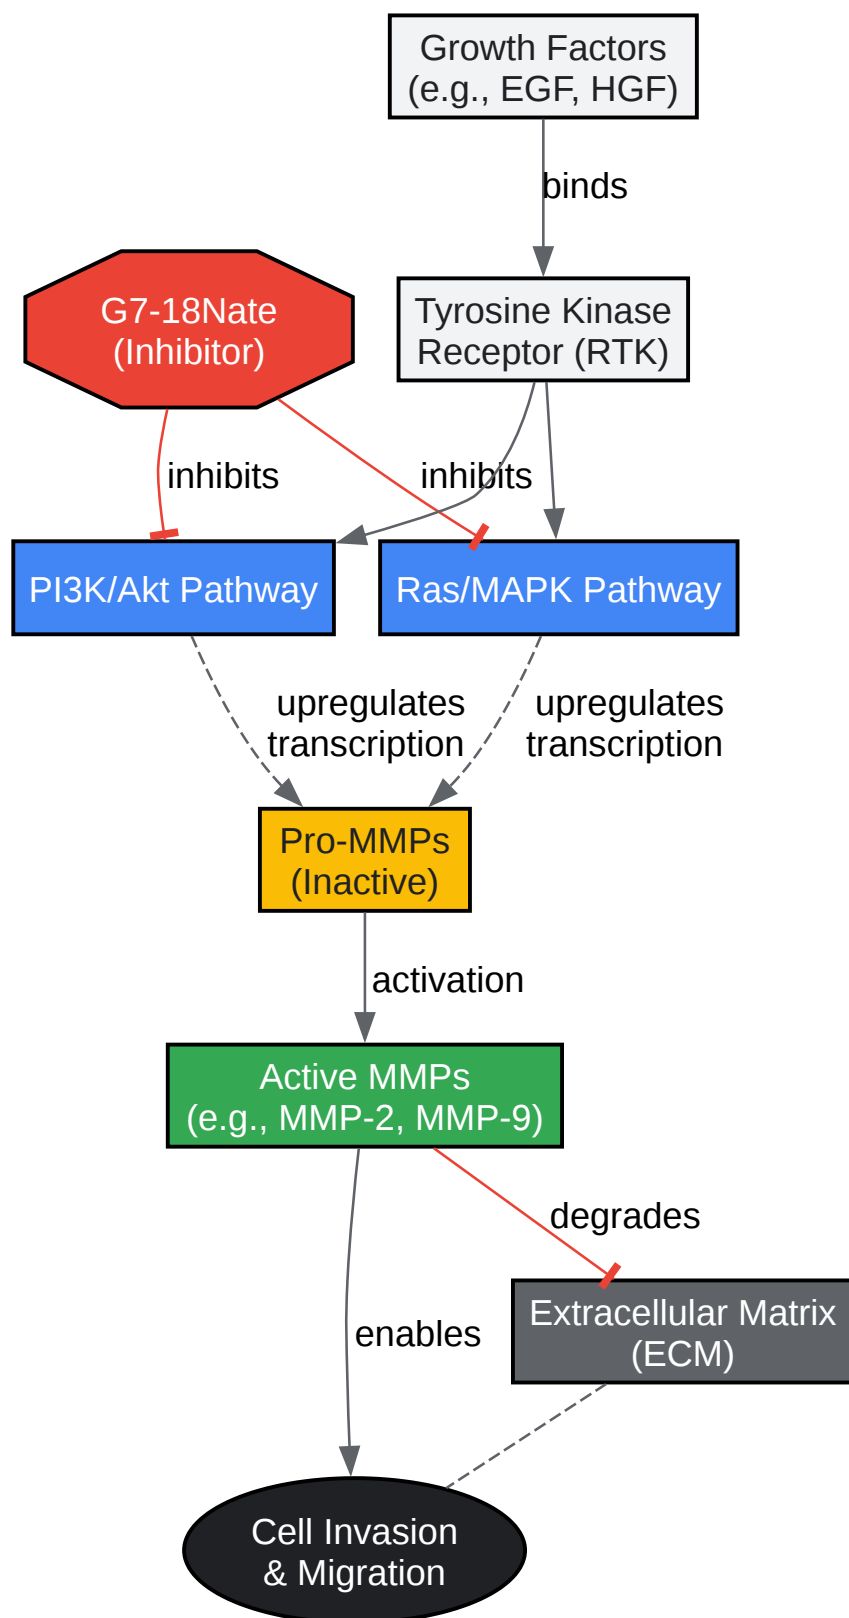 Growth Factors
(e.g., EGF, HGF)
binds
G7-18Nate
(Inhibitor)
Tyrosine Kinase
Receptor (RTK)
inhibits
inhibits
PI3K/Akt Pathway
Ras/MAPK Pathway
upregulates
transcription
upregulates
transcription
Pro-MMPs
(Inactive)
activation
Active MMPs
(e.g., MMP-2, MMP-9)
degrades
Extracellular Matrix
(ECM)
enables
Cell Invasion
& Migration